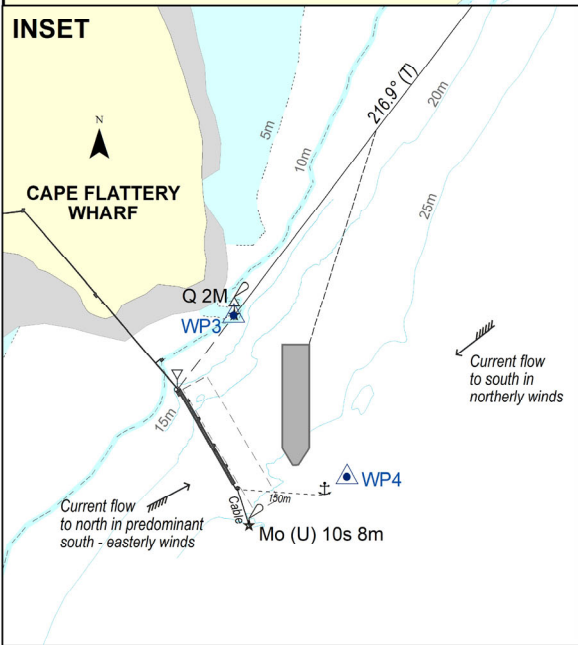 INSET
216.9° (T)
20m
5m
10m
25m
N
CAPE FLATTERY
WHARF
Q 2M
WP3
Current flow
to south in
northerly winds
15m
WP4
150m
Cable
Current flow
to north in predominant
south - easterly winds
Mo (U) 10s 8m